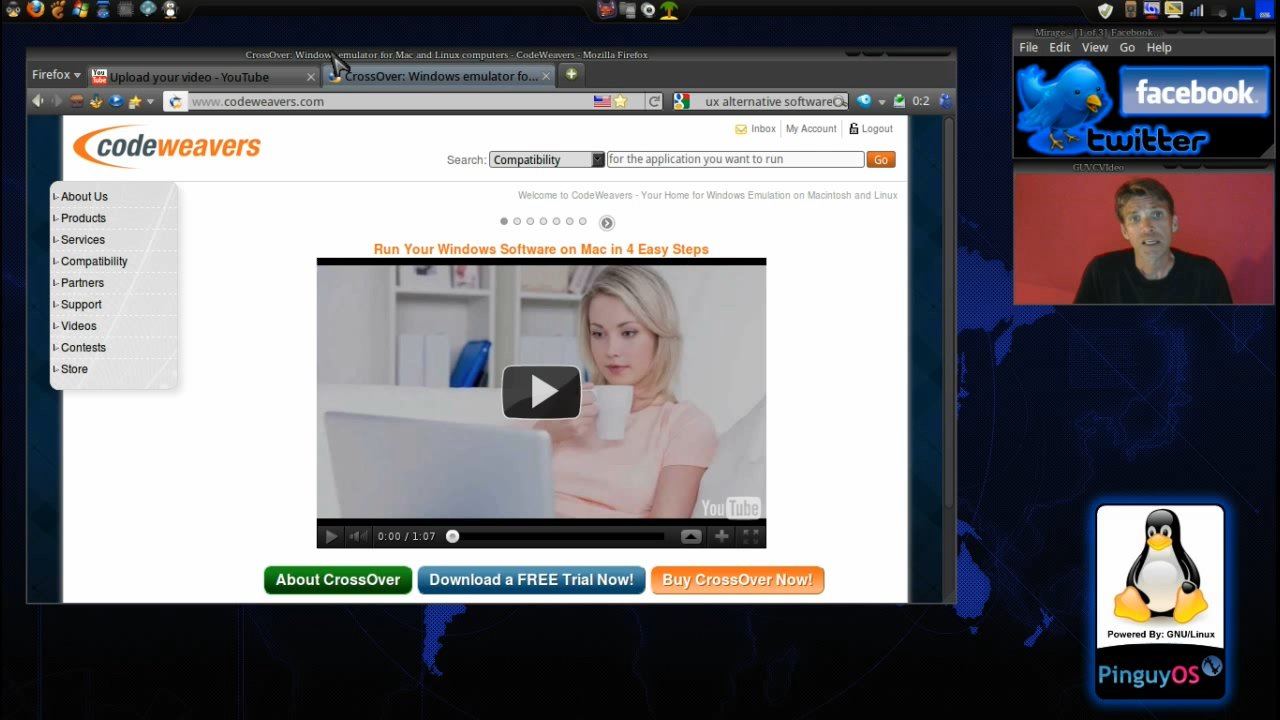 CrossOver: Windows emulator for Mac and Linux computers - CodeWeavers - Mozilla Firefox
Firefox
You Tube
Upload your video - YouTube
CrossOver: Windows emulator fo...
www.codeweavers.com
ux alternative software
0:2
codeweavers
Inbox
My Account
Logout
Search:
Compatibility
for the application you want to run
Go
Welcome to CodeWeavers - Your Home for Windows Emulation on Macintosh and Linux
About Us
Products
Services
Compatibility
Partners
Support
Videos
Contests
Store
Run Your Windows Software on Mac in 4 Easy Steps
YouTube
0:00 / 1:07
About CrossOver
Download a FREE Trial Now!
Buy CrossOver Now!
Mirage - [1 of 3] Facebook...
File Edit View Go Help
facebook
twitter
GUVCVIdeo
Powered By: GNU/Linux
PinguyOS